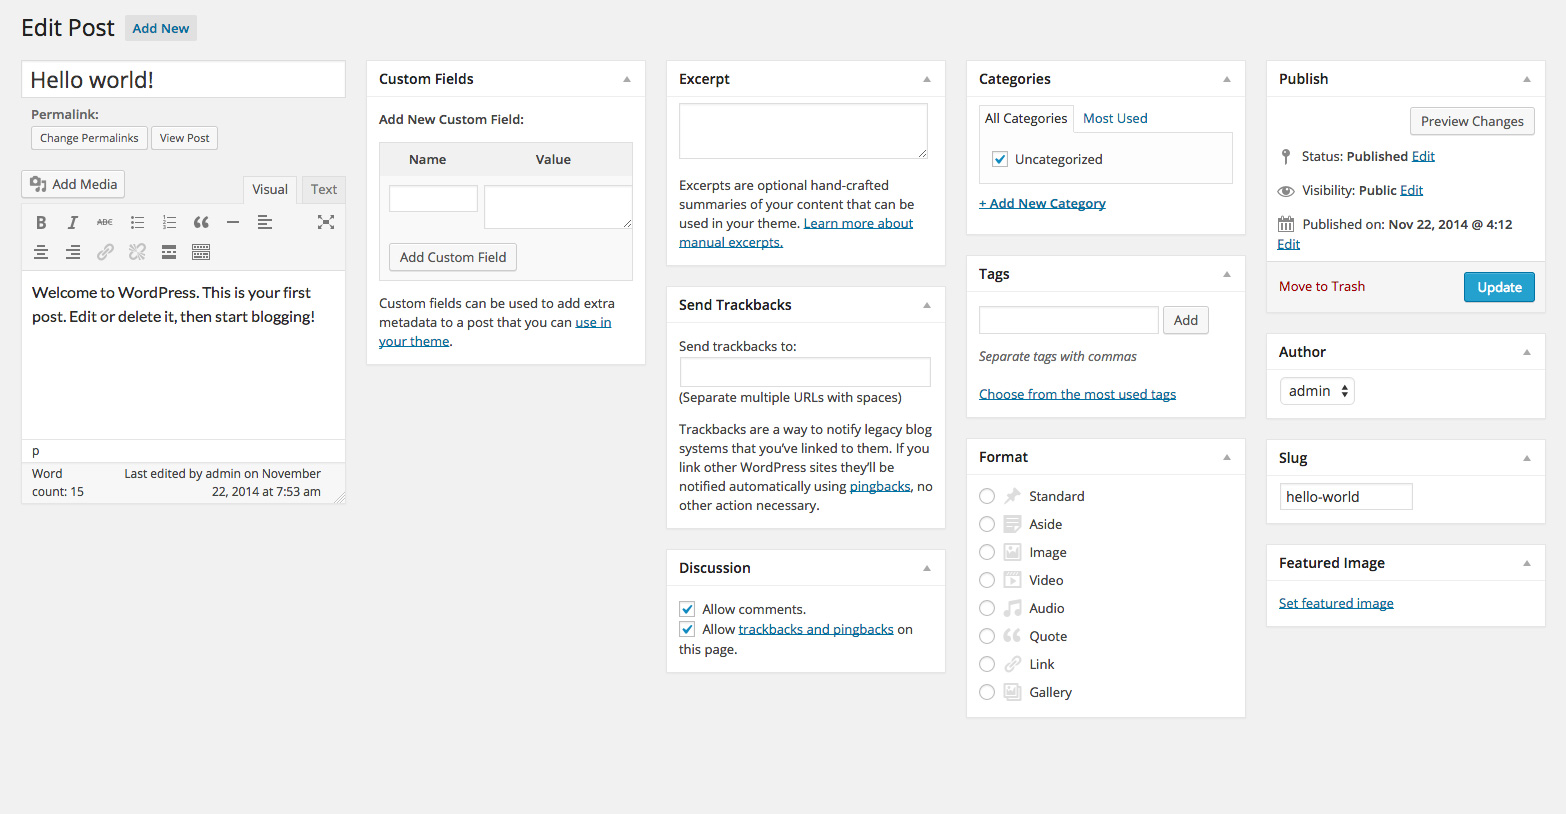 Edit Post Add New
Hello world!
Permalink:
Change Permalinks View Post
Add Media
Visual Text
B I ABC
Welcome to WordPress. This is your first
post. Edit or delete it, then start blogging!
p
Word
count: 15
Last edited by admin on November
22, 2014 at 7:53 am
Custom Fields
Add New Custom Field:
Name Value
Add Custom Field
Custom fields can be used to add extra
metadata to a post that you can use in
your theme.
Excerpt
Excerpts are optional hand-crafted
summaries of your content that can be
used in your theme. Learn more about
manual excerpts.
Send Trackbacks
Send trackbacks to:
(Separate multiple URLs with spaces)
Trackbacks are a way to notify legacy blog
systems that you’ve linked to them. If you
link other WordPress sites they’ll be
notified automatically using pingbacks, no
other action necessary.
Discussion
Allow comments.
Allow trackbacks and pingbacks on
this page.
Categories
All Categories Most Used
Uncategorized
+ Add New Category
Tags
Add
Separate tags with commas
Choose from the most used tags
Format
Standard
Aside
Image
Video
Audio
Quote
Link
Gallery
Publish
Preview Changes
Status: Published Edit
Visibility: Public Edit
Published on: Nov 22, 2014 @ 4:12
Edit
Move to Trash Update
Author
admin
Slug
hello-world
Featured Image
Set featured image